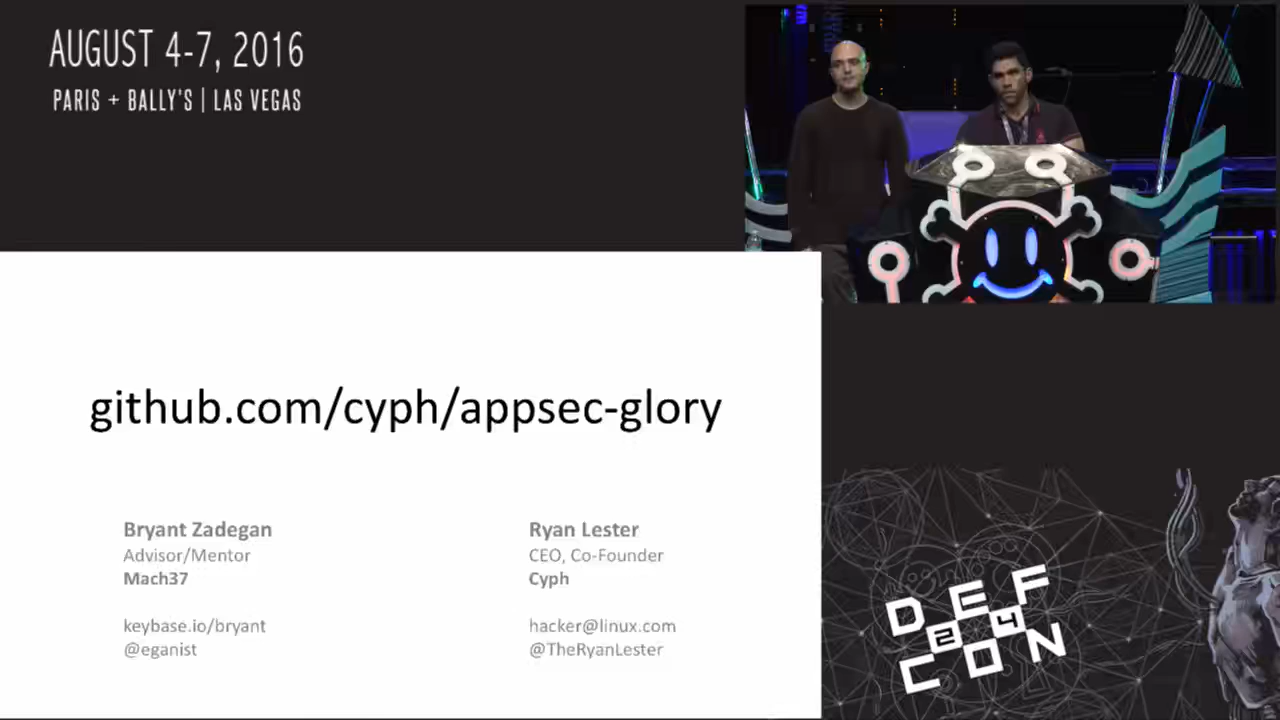 AUGUST 4-7, 2016
PARIS + BALLY'S | LAS VEGAS
github.com/cyph/appsec-glory
Bryant Zadegan
Advisor/Mentor
Mach37
keybase.io/bryant
@eganist
Ryan Lester
CEO, Co-Founder
Cyph
hacker@linux.com
@TheRyanLester
DEF
24
CON